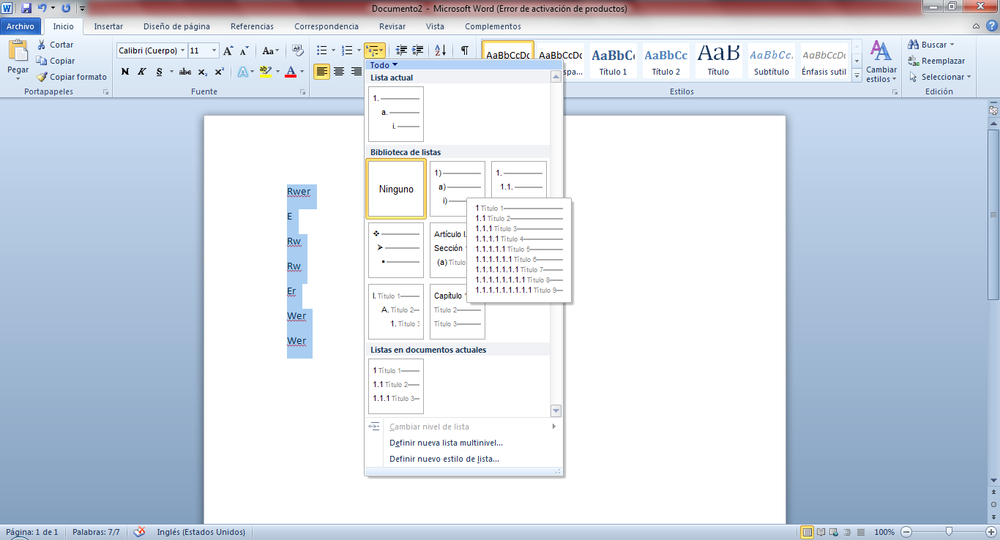 Documento2 - Microsoft Word (Error de activación de productos)
Archivo Inicio Insertar Diseño de página Referencias Correspondencia Revisar Vista Complementos
Pegar
Cortar
Copiar
Copiar formato
Portapapeles
Calibri (Cuerpo) 11 Aa
N K S abc x₂ x² A ab A
Fuente
AaBbCcDc AaBbCcDc AaBbC AaBbCc AaB AaBbCc. AaBbCcDc
spa... Título 1 Título 2 Título Subtítulo Énfasis sutil
Cambiar
estilos
Estilos
Buscar
Reemplazar
Seleccionar
Edición
Todo
Lista actual
1.
a.
i.
Biblioteca de listas
Ninguno
1)
a)
i)
1.
1.1.
1 Título 1
1.1 Título 2
1.1.1 Título 3
1.1.1.1 Título 4
1.1.1.1.1 Título 5
1.1.1.1.1.1 Título 6
1.1.1.1.1.1.1 Título 7
1.1.1.1.1.1.1.1 Título 8
1.1.1.1.1.1.1.1.1 Título 9
Artículo I.
Sección
(a) Título
I. Título 1
A. Título 2
1. Título 3
Capítulo 1
Título 2
Título 3
Listas en documentos actuales
1 Título 1
1.1 Título 2
1.1.1 Título 3
Cambiar nivel de lista
Definir nueva lista multinivel...
Definir nuevo estilo de lista...
Rwer
E
Rw
Rw
Er
Wer
Wer
Página: 1 de 1 Palabras: 7/7 Inglés (Estados Unidos) 100%